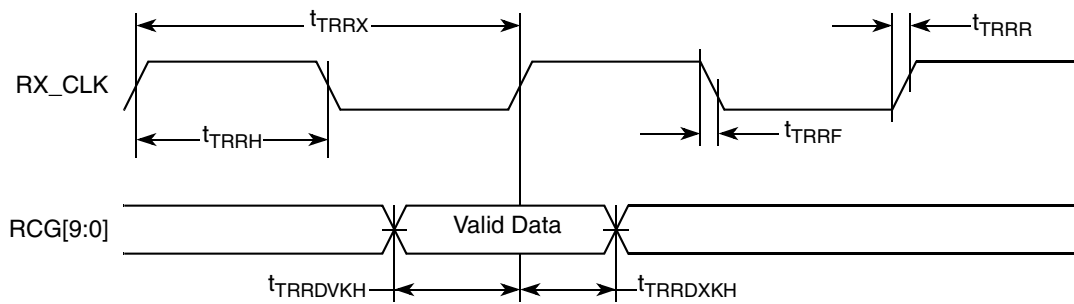 tTRRX
tTRRR
RX_CLK
tTRRH
tTRRF
RCG[9:0]
Valid Data
tTRRDVKH
tTRRDXKH